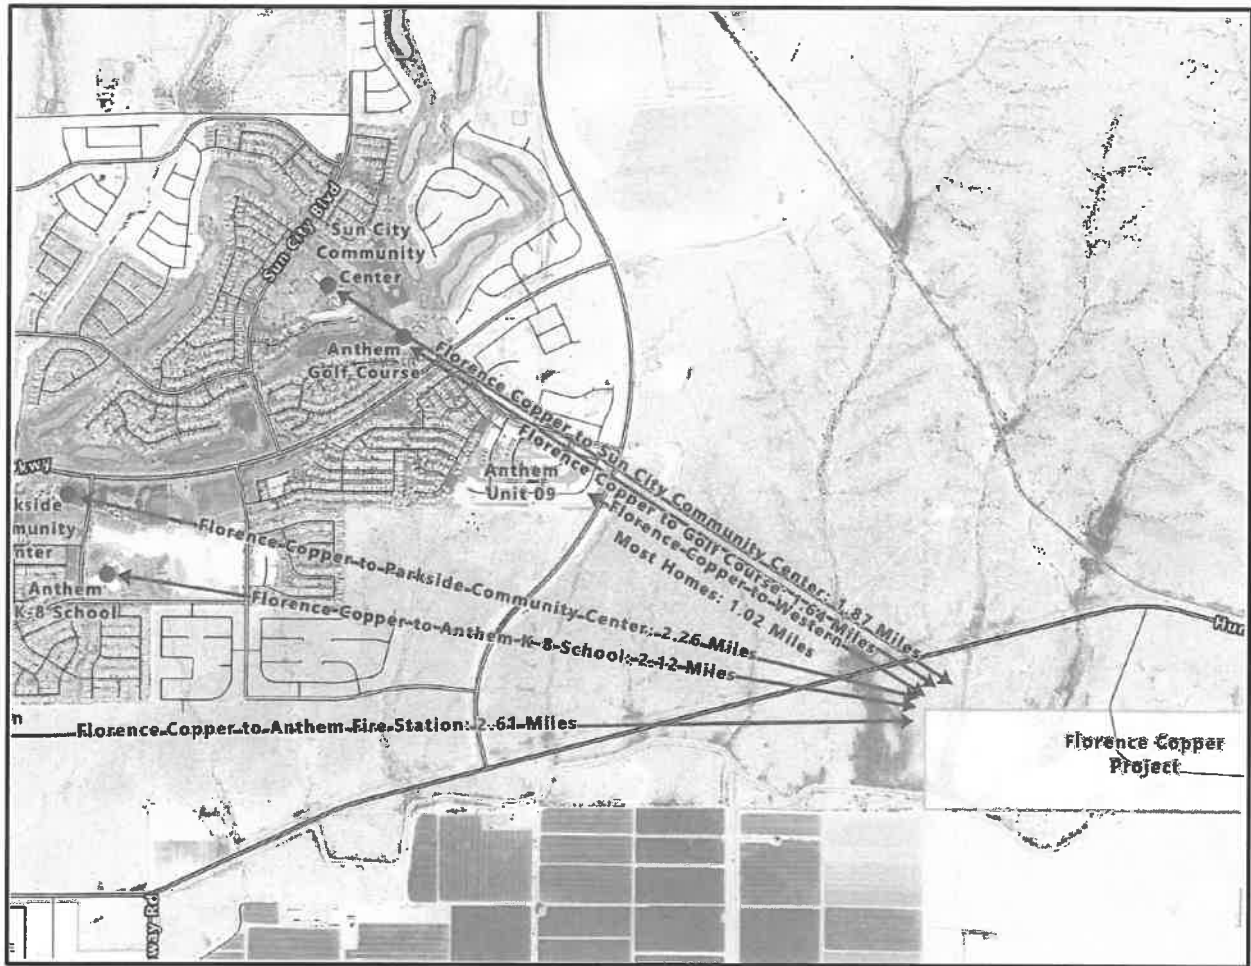 Sun City Blvd
Sun City
Community
Center
Anthem
Golf Course
Florence Copper to Sun City Community Center: 1.87 Miles
Florence Copper to Golf Course: 1.64 Miles
Florence Copper to Western
Most Homes: 1.02 Miles
Anthem
Unit 09
kwy
kside
munity
nter
Florence Copper to Parkside Community Center: 2.26 Miles
Anthem
K-8 School
Florence Copper to Anthem K-8 School: 2.12 Miles
Hun
n
Florence Copper to Anthem Fire Station: 2.61 Miles
Florence Copper
Project
way Rd